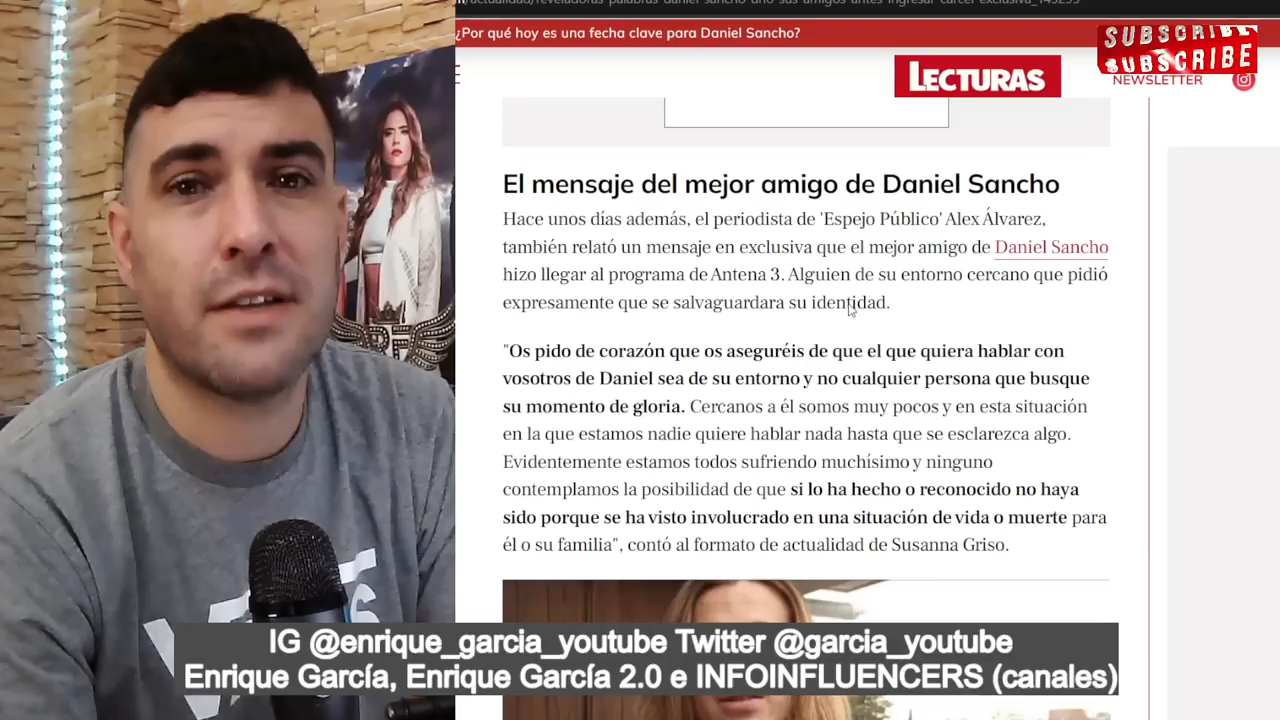 ¿Por qué hoy es una fecha clave para Daniel Sancho?
SUBSCRIBE
SUBSCRIBE
LECTURAS
NEWSLETTER
El mensaje del mejor amigo de Daniel Sancho
Hace unos días además, el periodista de 'Espejo Público' Alex Álvarez,
también relató un mensaje en exclusiva que el mejor amigo de Daniel Sancho
hizo llegar al programa de Antena 3. Alguien de su entorno cercano que pidió
expresamente que se salvaguardara su identidad.
"Os pido de corazón que os aseguréis de que el que quiera hablar con
vosotros de Daniel sea de su entorno y no cualquier persona que busque
su momento de gloria. Cercanos a él somos muy pocos y en esta situación
en la que estamos nadie quiere hablar nada hasta que se esclarezca algo.
Evidentemente estamos todos sufriendo muchísimo y ninguno
contemplamos la posibilidad de que si lo ha hecho o reconocido no haya
sido porque se ha visto involucrado en una situación de vida o muerte para
él o su familia", contó al formato de actualidad de Susanna Griso.
IG @enrique_garcia_youtube Twitter @garcia_youtube
Enrique García, Enrique García 2.0 e INFOINFLUENCERS (canales)